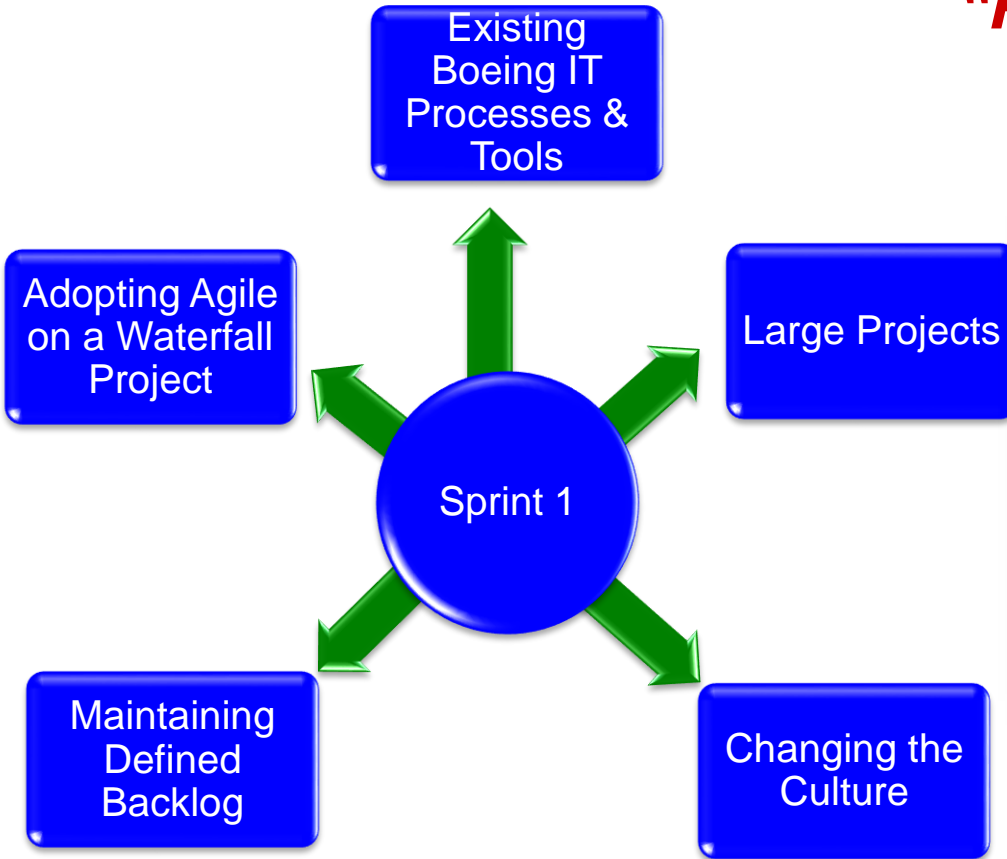 Existing
Boeing IT
Processes &
Tools
Adopting Agile
on a Waterfall
Project
Large Projects
Sprint 1
Maintaining
Defined
Backlog
Changing the
Culture